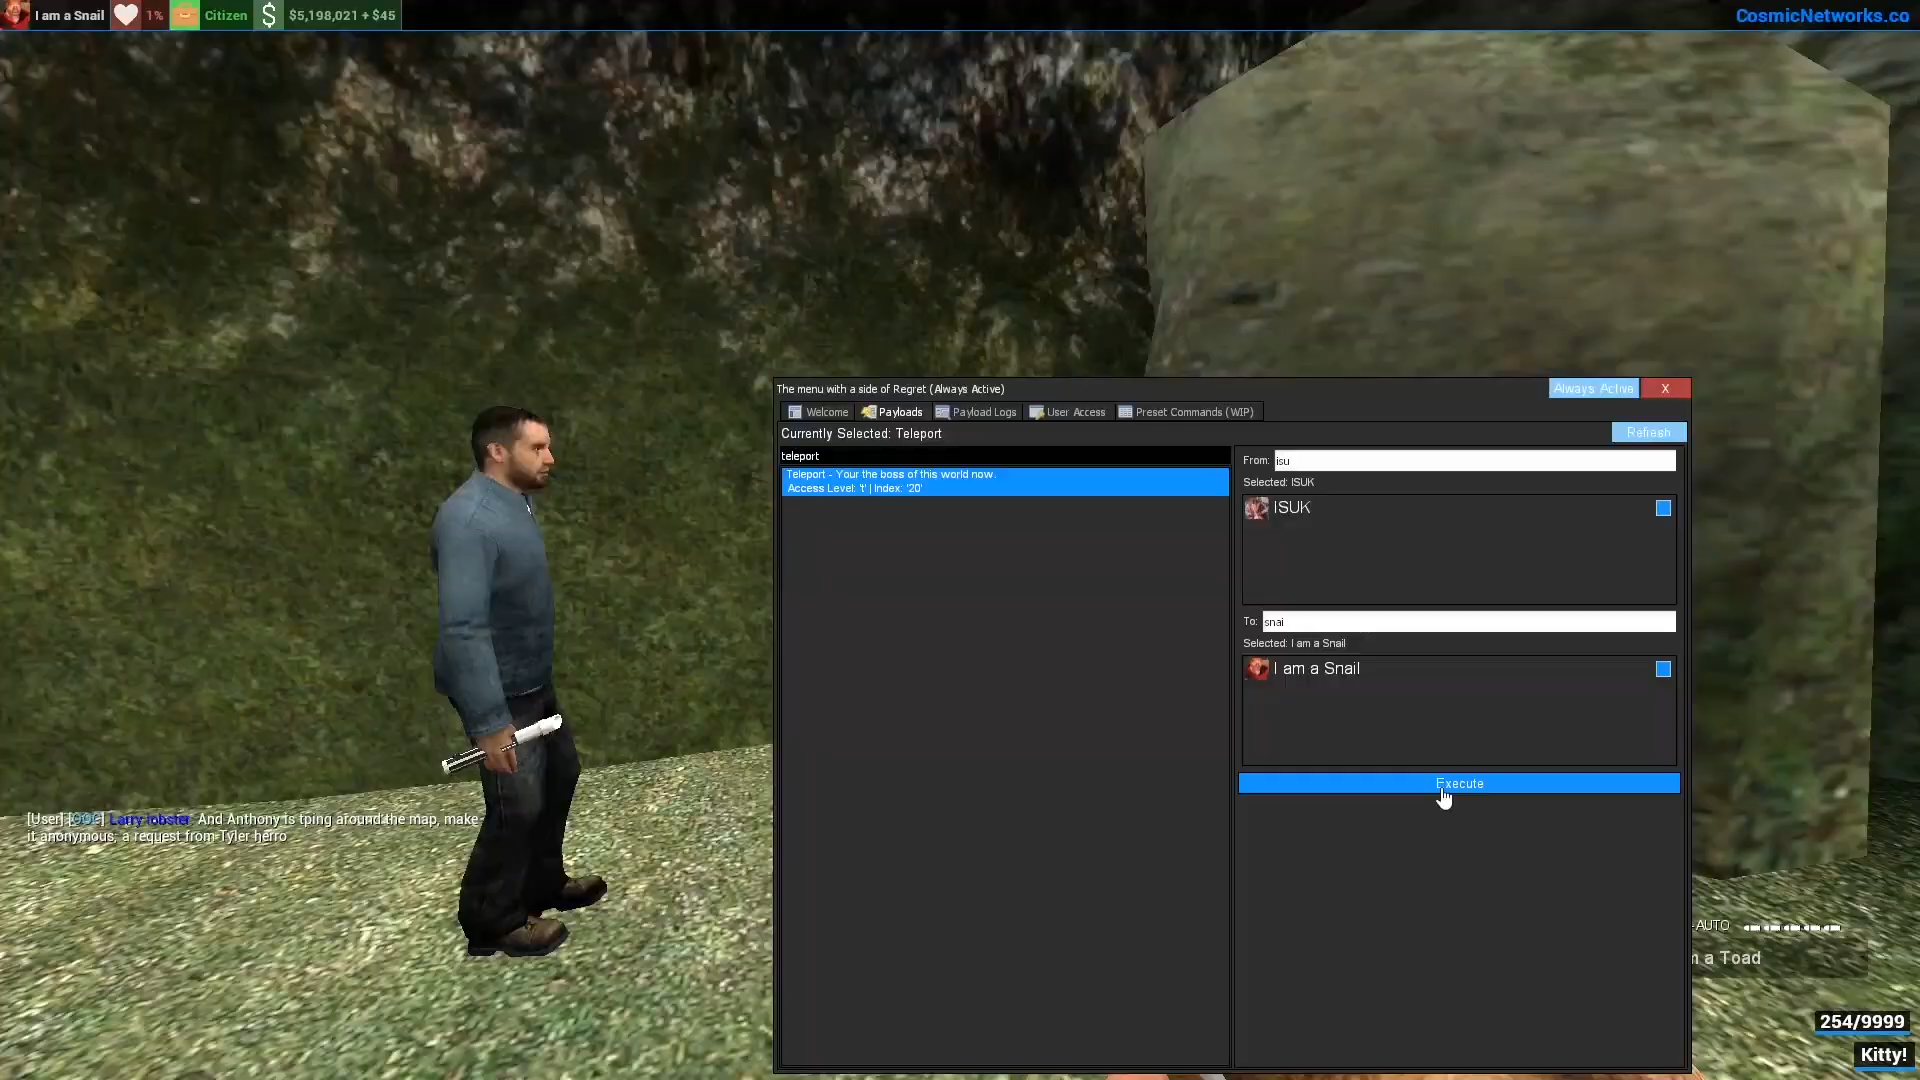 I am a Snail 1% Citizen $ $5,198,021 + $45 CosmicNetworks.co
The menu with a side of Regret (Always Active) Always Active X
Welcome Payloads Payload Logs User Access Preset Commands (WIP)
Currently Selected: Teleport Refresh
teleport
Teleport - Your the boss of this world now.
Access Level: 't' | Index: '20'
From: isu
Selected: ISUK
ISUK
To: snai
Selected: I am a Snail
I am a Snail
Execute
[User] [OOC] Larry lobster: And Anthony is tping around the map, make
it anonymous, a request from Tyler herro
AUTO
a Toad
254/9999
Kitty!